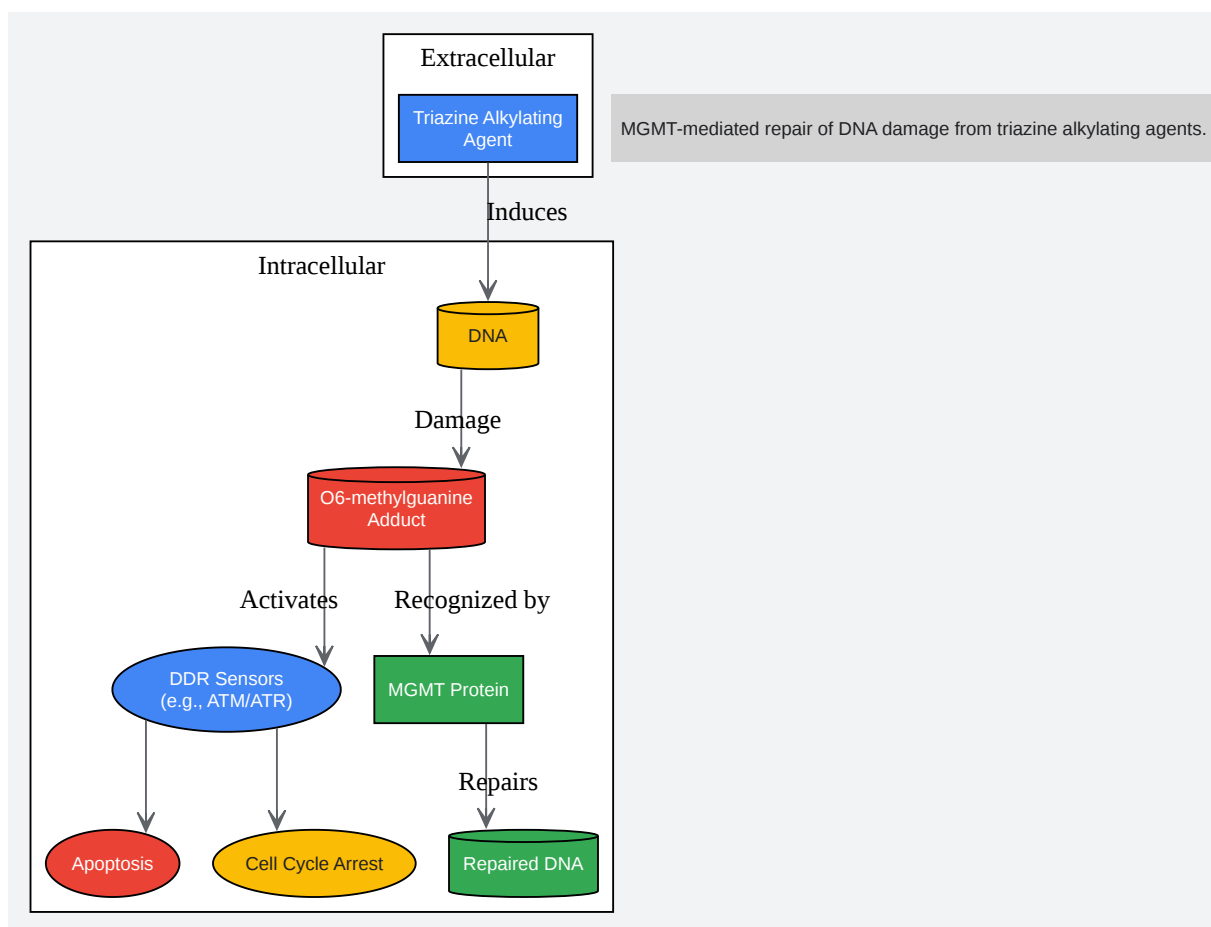 Extracellular
Triazine Alkylating
Agent
MGMT-mediated repair of DNA damage from triazine alkylating agents.
Induces
Intracellular
DNA
Damage
O6-methylguanine
Adduct
Activates
Recognized by
DDR Sensors
(e.g., ATM/ATR)
MGMT Protein
Repairs
Apoptosis
Cell Cycle Arrest
Repaired DNA